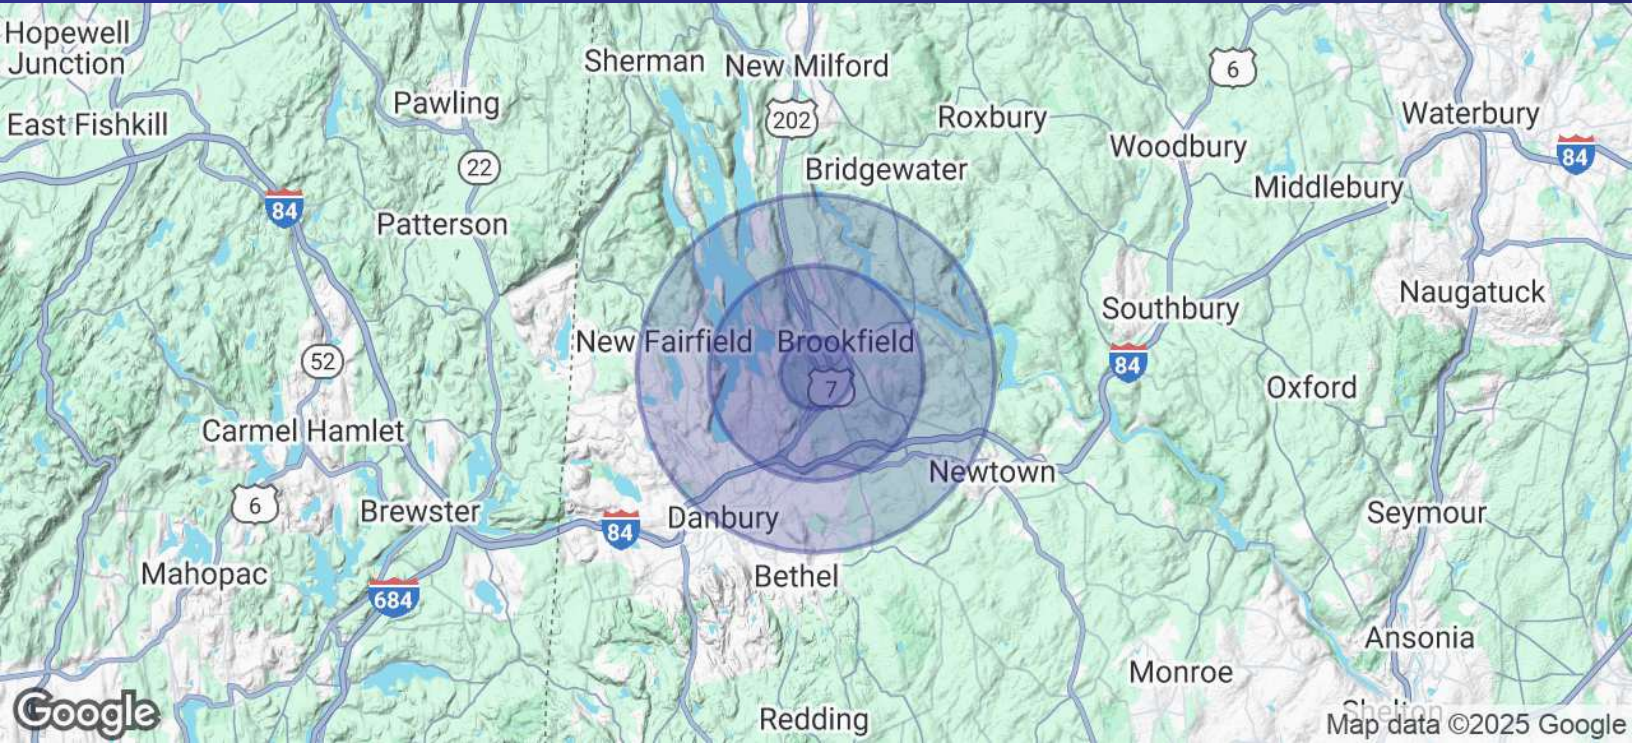 Hopewell
Junction
Sherman
New Milford
6
Pawling
202
Roxbury
Waterbury
East Fishkill
Woodbury
84
22
Bridgewater
Middlebury
84
Patterson
Naugatuck
Southbury
New Fairfield
Brookfield
52
84
7
Oxford
Carmel Hamlet
Newtown
6
Brewster
Danbury
Seymour
84
Mahopac
Bethel
684
Ansonia
Monroe
Shelton
Google
Redding
Map data ©2025 Google